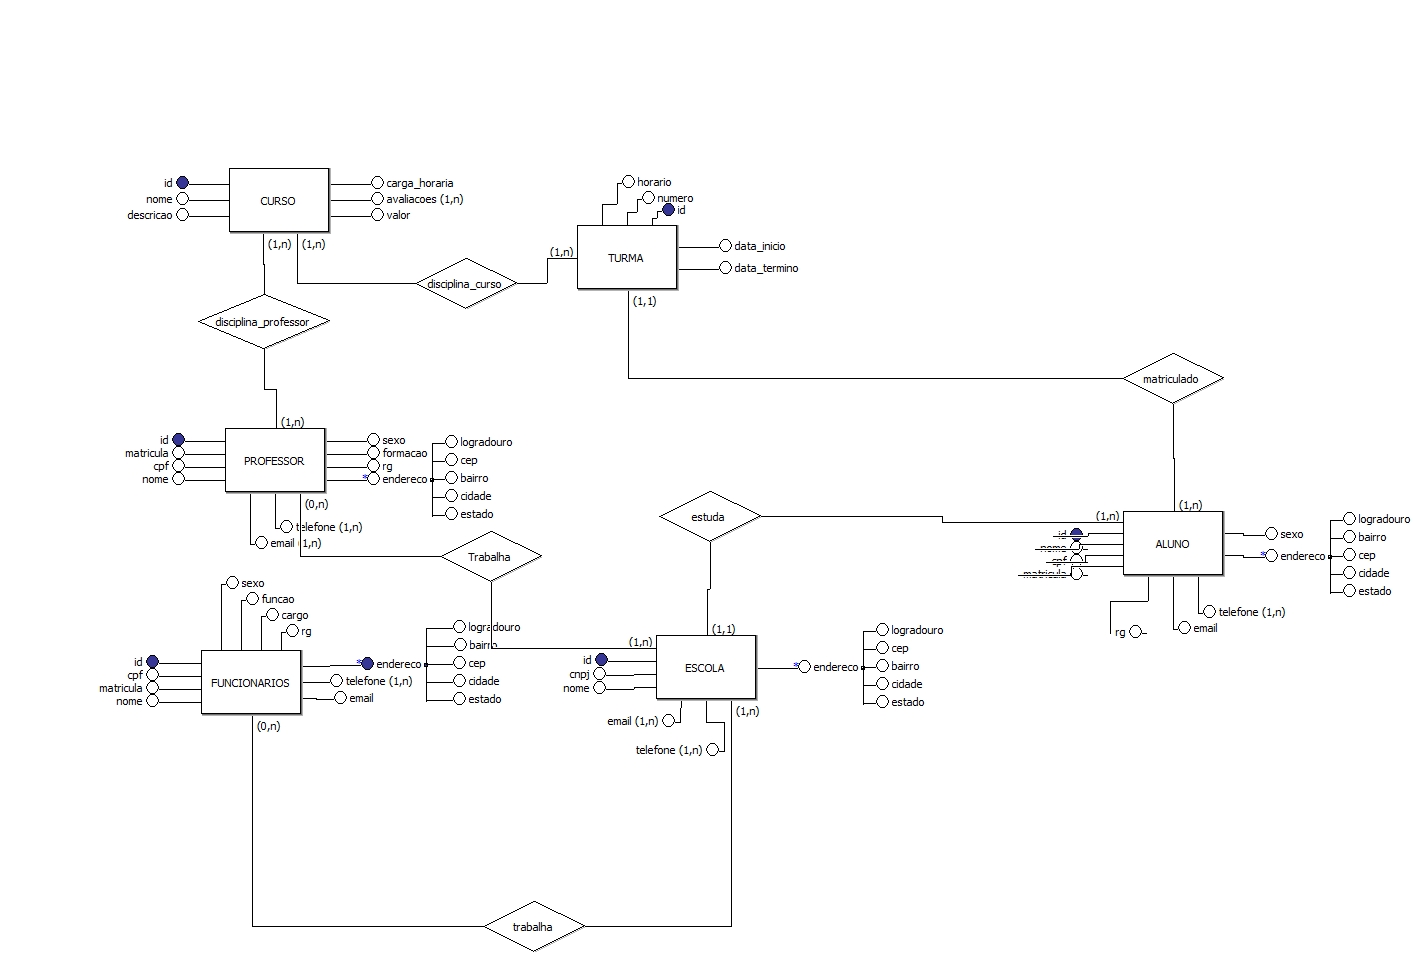 id
nome
descricao
CURSO
carga_horaria
avaliacoes (1,n)
valor
(1,n)
(1,n)
disciplina_curso
(1,n)
horario
numero
id
TURMA
data_inicio
data_termino
(1,1)
disciplina_professor
matriculado
(1,n)
id
matricula
cpf
nome
PROFESSOR
sexo
formacao
rg
* endereco
logradouro
cep
bairro
cidade
estado
(0,n)
telefone (1,n)
email (1,n)
Trabalha
estuda
(1,n)
(1,n)
id
nome
cpf
matricula
ALUNO
sexo
* endereco
logradouro
bairro
cep
cidade
estado
telefone (1,n)
email
rg
sexo
funcao
cargo
rg
id
cpf
matricula
nome
FUNCIONARIOS
* endereco
telefone (1,n)
email
logradouro
bairro
cep
cidade
estado
(0,n)
(1,n)
(1,1)
id
cnpj
nome
ESCOLA
* endereco
logradouro
cep
bairro
cidade
estado
email (1,n)
telefone (1,n)
(1,n)
trabalha